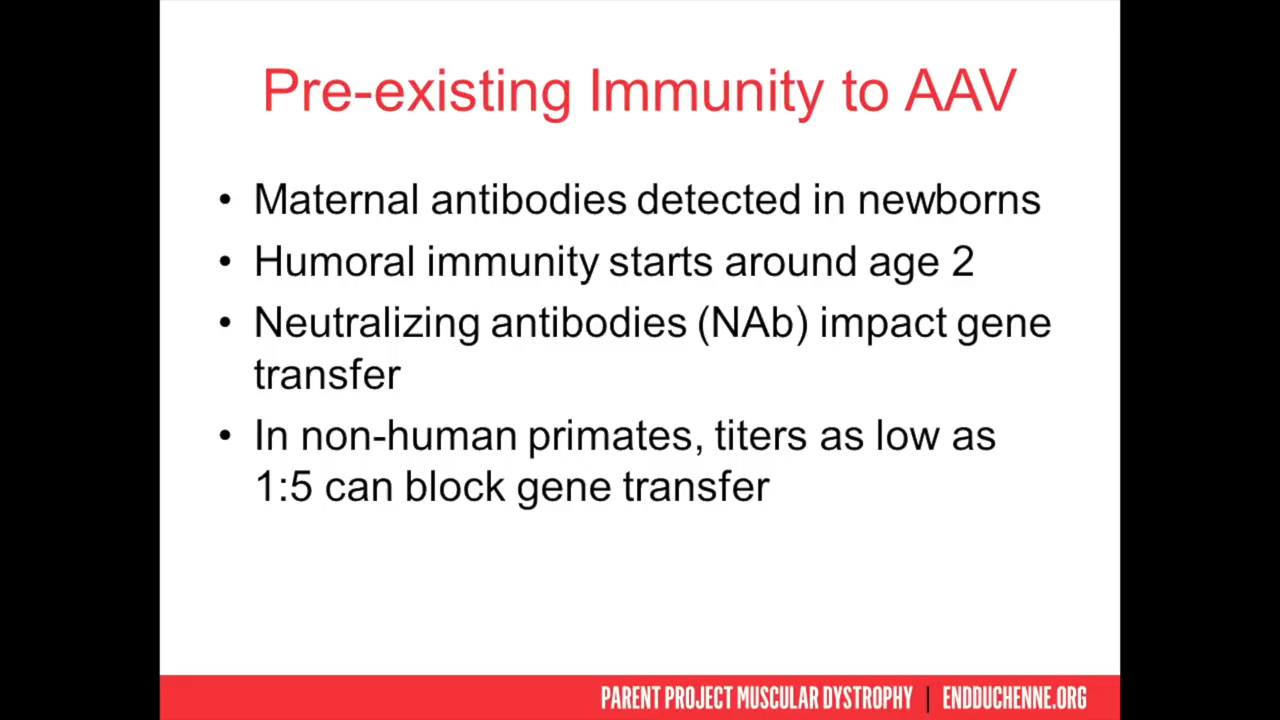 Pre-existing Immunity to AAV
• Maternal antibodies detected in newborns
• Humoral immunity starts around age 2
• Neutralizing antibodies (NAb) impact gene
transfer
• In non-human primates, titers as low as
1:5 can block gene transfer
PARENT PROJECT MUSCULAR DYSTROPHY | ENDDUCHENNE.ORG